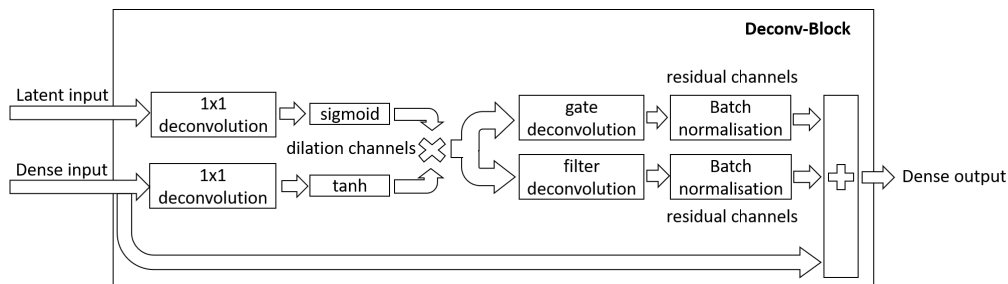 Deconv-Block
residual channels
Latent input
1x1
deconvolution
sigmoid
gate
deconvolution
Batch
normalisation
dilation channels
Dense input
1x1
deconvolution
tanh
filter
deconvolution
Batch
normalisation
residual channels
Dense output